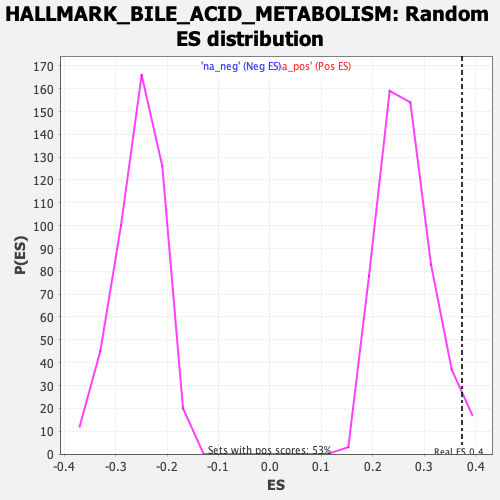 HALLMARK_BILE_ACID_METABOLISM: Random
ES distribution
'na_neg' (Neg ES)
a_pos' (Pos ES)
170
160
150
140
130
120
110
100
90
80
70
60
50
40
30
20
10
0
P(ES)
Sets with pos scores: 53%
Real ES 0.4
-0.4 -0.3 -0.2 -0.1 0.0 0.1 0.2 0.3 0.4
ES